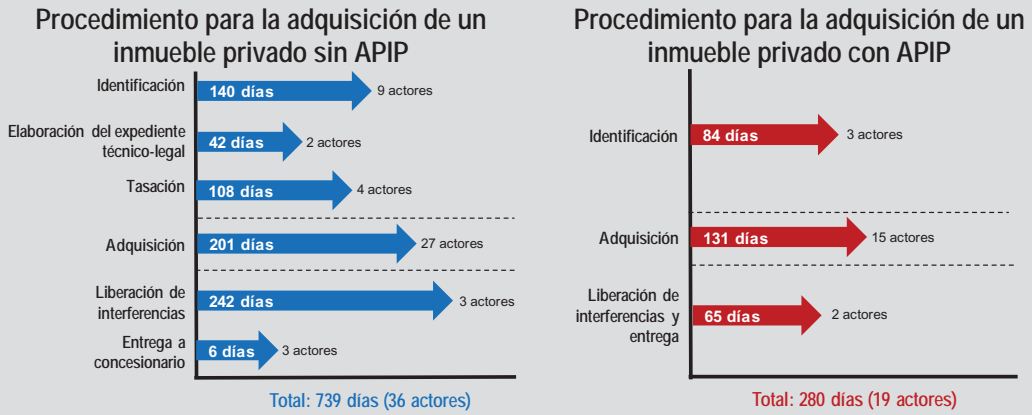 Procedimiento para la adquisición de un
inmueble privado sin APIP
Identificación
140 días
9 actores
Elaboración del expediente
técnico-legal
42 días
2 actores
Tasación
108 días
4 actores
Adquisición
201 días
27 actores
Liberación de
interferencias
242 días
3 actores
Entrega a
concesionario
6 días
3 actores
Total: 739 días (36 actores)
Procedimiento para la adquisición de un
inmueble privado con APIP
Identificación
84 días
3 actores
Adquisición
131 días
15 actores
Liberación de
interferencias y
entrega
65 días
2 actores
Total: 280 días (19 actores)